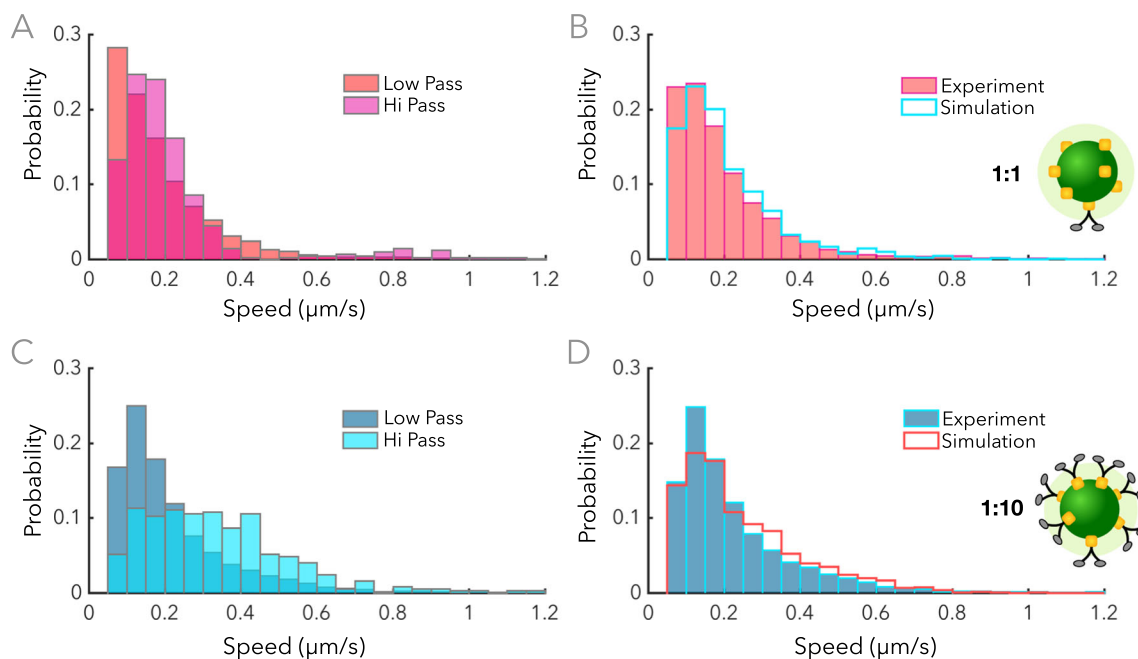 A
Probability
0.3
0.2
0.1
0
0
0.2
0.4
0.6
0.8
1
1.2
Speed (µm/s)
Low Pass
Hi Pass
B
Probability
0.3
0.2
0.1
0
0
0.2
0.4
0.6
0.8
1
1.2
Speed (µm/s)
Experiment
Simulation
1:1
C
Probability
0.3
0.2
0.1
0
0
0.2
0.4
0.6
0.8
1
1.2
Speed (µm/s)
Low Pass
Hi Pass
D
Probability
0.3
0.2
0.1
0
0
0.2
0.4
0.6
0.8
1
1.2
Speed (µm/s)
Experiment
Simulation
1:10